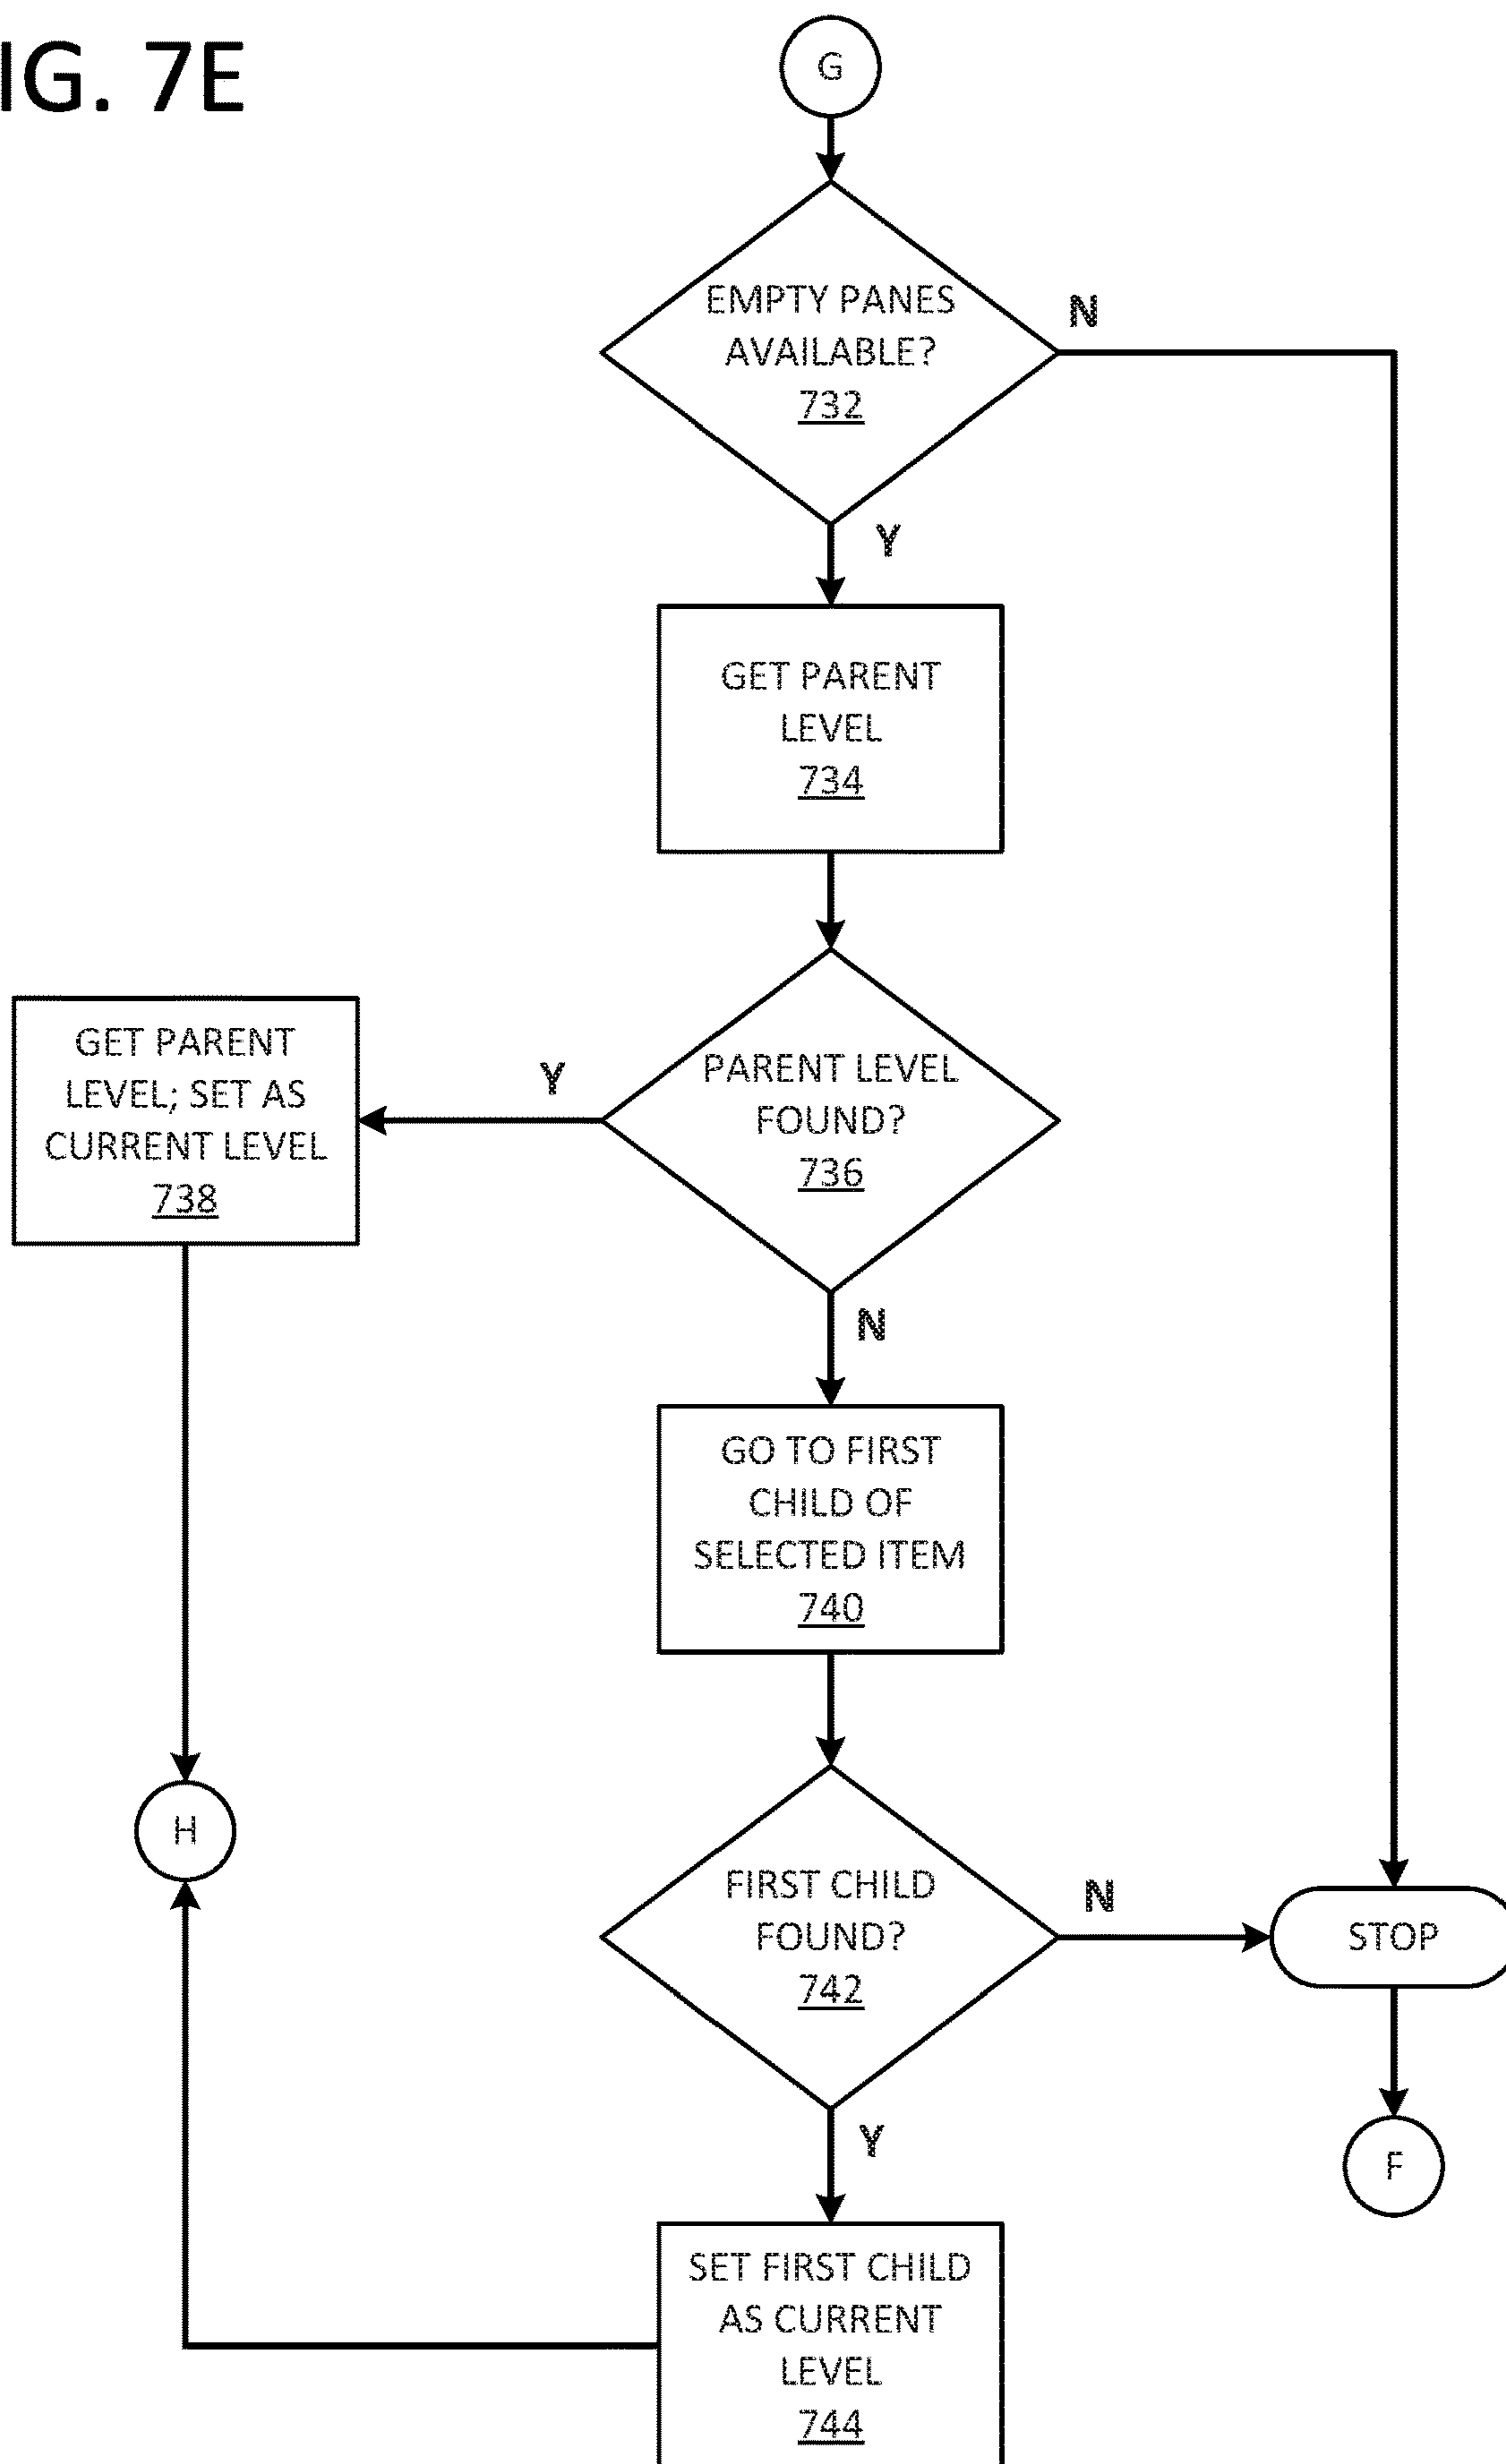 IG. 7E
G
EMPTY PANES
AVAILABLE?
732
N
Y
GET PARENT
LEVEL
734
GET PARENT
LEVEL; SET AS
CURRENT LEVEL
738
Y
PARENT LEVEL
FOUND?
736
N
GO TO FIRST
CHILD OF
SELECTED ITEM
740
H
FIRST CHILD
FOUND?
742
N
STOP
Y
F
SET FIRST CHILD
AS CURRENT
LEVEL
744